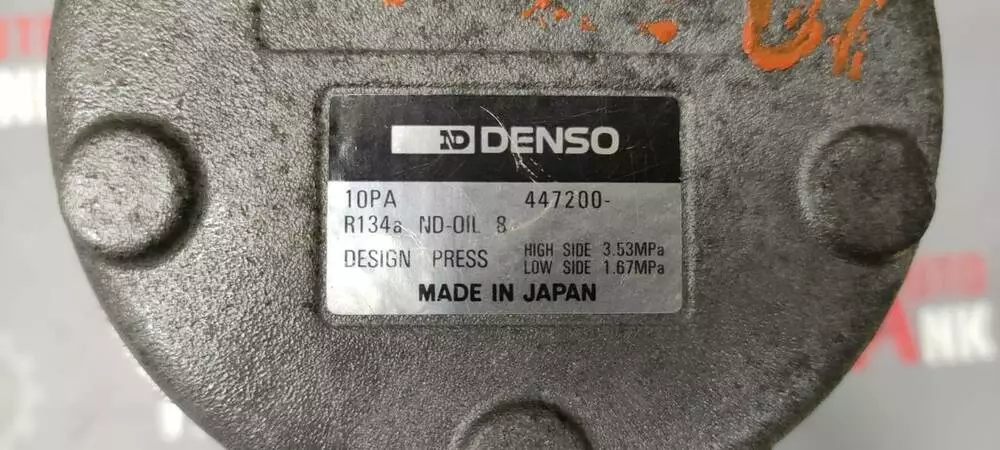 ND DENSO
10PA 447200-
R134a ND-OIL 8
DESIGN PRESS HIGH SIDE 3.53MPa
LOW SIDE 1.67MPa
MADE IN JAPAN